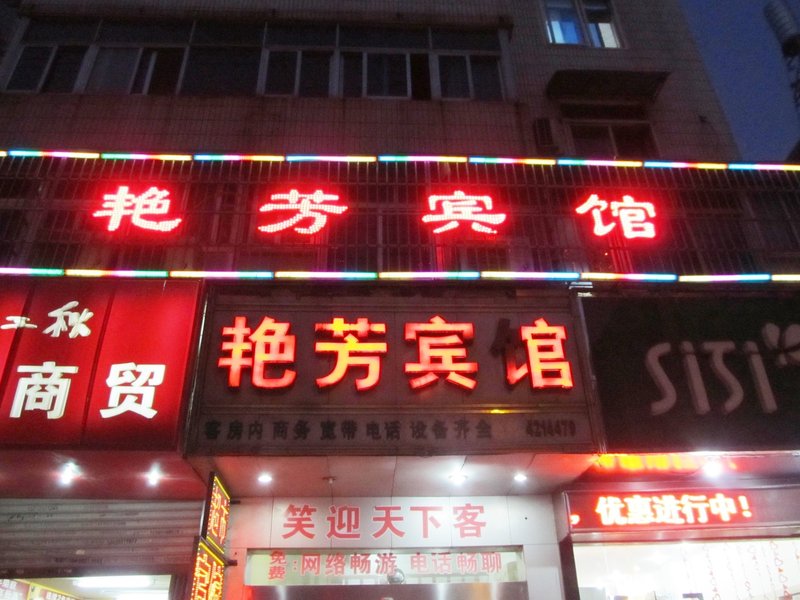 艳芳宾馆
艳芳宾馆
客房内 商务 宽带 电话 设备齐全 4214479
江秋
商贸
SiSi
笑迎天下客
免费:网络畅游 电话畅聊
优惠进行中!